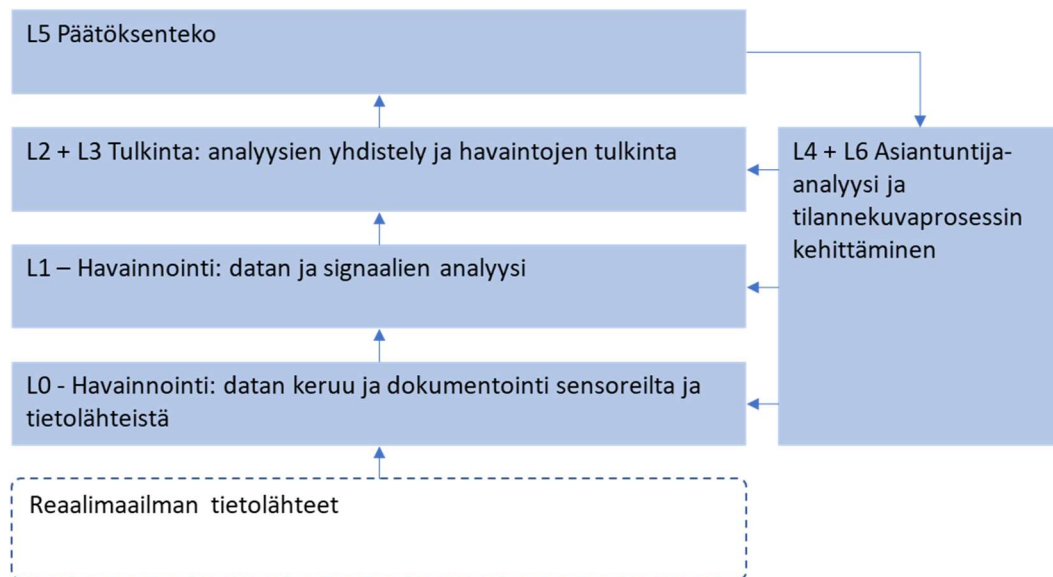 L5 Päätöksenteko
L2 + L3 Tulkinta: analyysien yhdistely ja havaintojen tulkinta
L4 + L6 Asiantuntija-
analyysi ja
tilannekuvaprosessin
kehittäminen
L1 – Havainnointi: datan ja signaalien analyysi
L0 - Havainnointi: datan keruu ja dokumentointi sensoreilta ja
tietolähteistä
Reaalimaailman tietolähteet